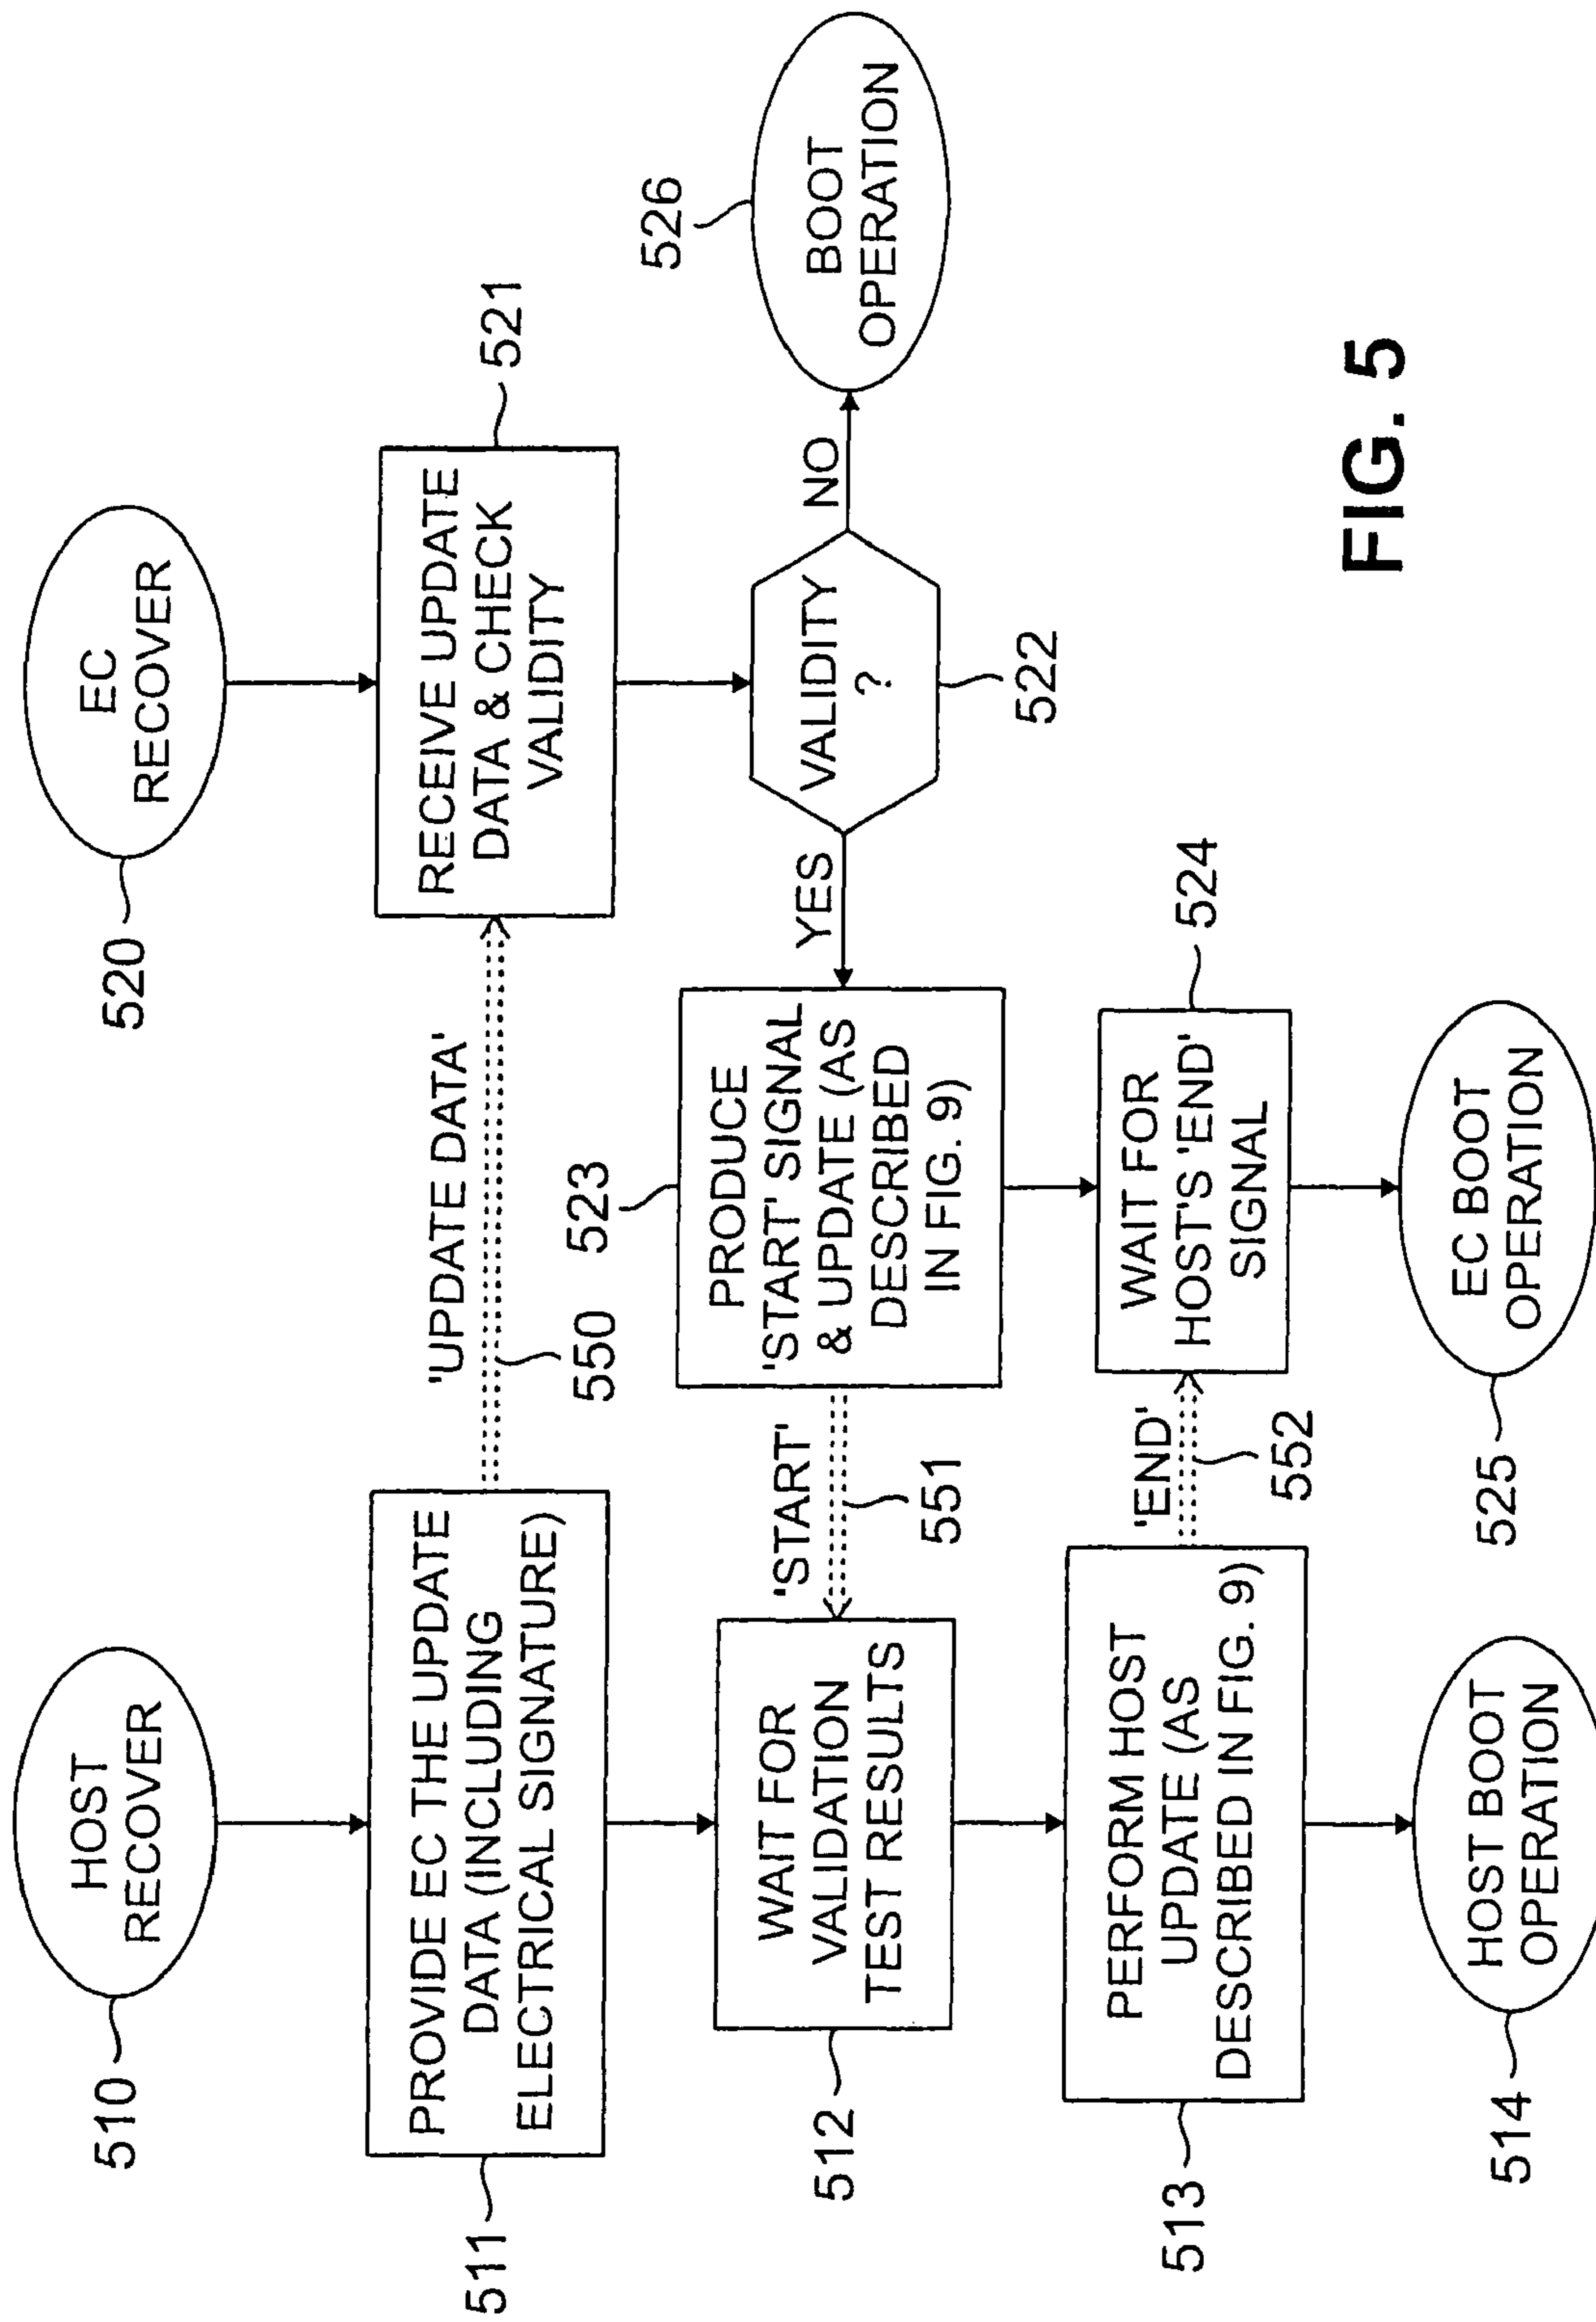 HOST
RECOVER
510
PROVIDE EC THE UPDATE
DATA (INCLUDING
ELECTRICAL SIGNATURE)
511
WAIT FOR
VALIDATION
TEST RESULTS
512
PERFORM HOST
UPDATE (AS
DESCRIBED IN FIG. 9)
513
HOST BOOT
OPERATION
514
'UPDATE DATA'
550
'START'
551
'END'
552
EC
RECOVER
520
RECEIVE UPDATE
DATA & CHECK
VALIDITY
521
VALIDITY
?
522
YES
NO
BOOT
OPERATION
526
PRODUCE
'START' SIGNAL
& UPDATE (AS
DESCRIBED
IN FIG. 9)
523
WAIT FOR
HOST'S 'END'
SIGNAL
524
EC BOOT
OPERATION
525
FIG. 5